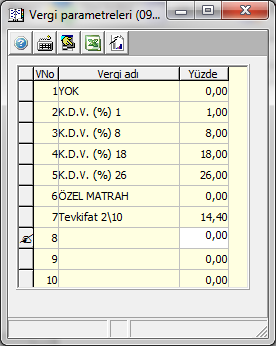 Vergi parametreleri (09...
VNo Vergi adı Yüzde
1 YOK 0,00
2 K.D.V. (%) 1 1,00
3 K.D.V. (%) 8 8,00
4 K.D.V. (%) 18 18,00
5 K.D.V. (%) 26 26,00
6 ÖZEL MATRAH 0,00
7 Tevkifat 2\10 14,40
8 0,00
9 0,00
10 0,00